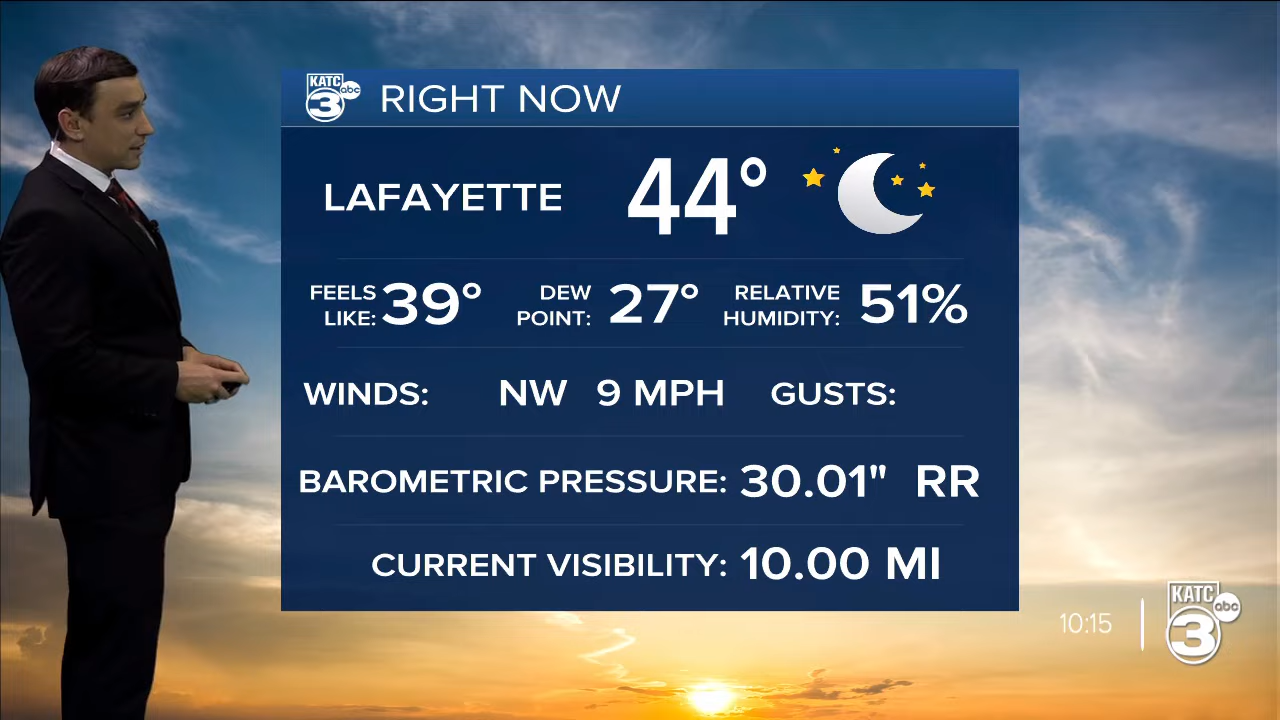 KATC
3
abc
RIGHT NOW
LAFAYETTE 44°
FEELS LIKE: 39° DEW POINT: 27° RELATIVE HUMIDITY: 51%
WINDS: NW 9 MPH GUSTS:
BAROMETRIC PRESSURE: 30.01" RR
CURRENT VISIBILITY: 10.00 MI
10:15
KATC
3
abc